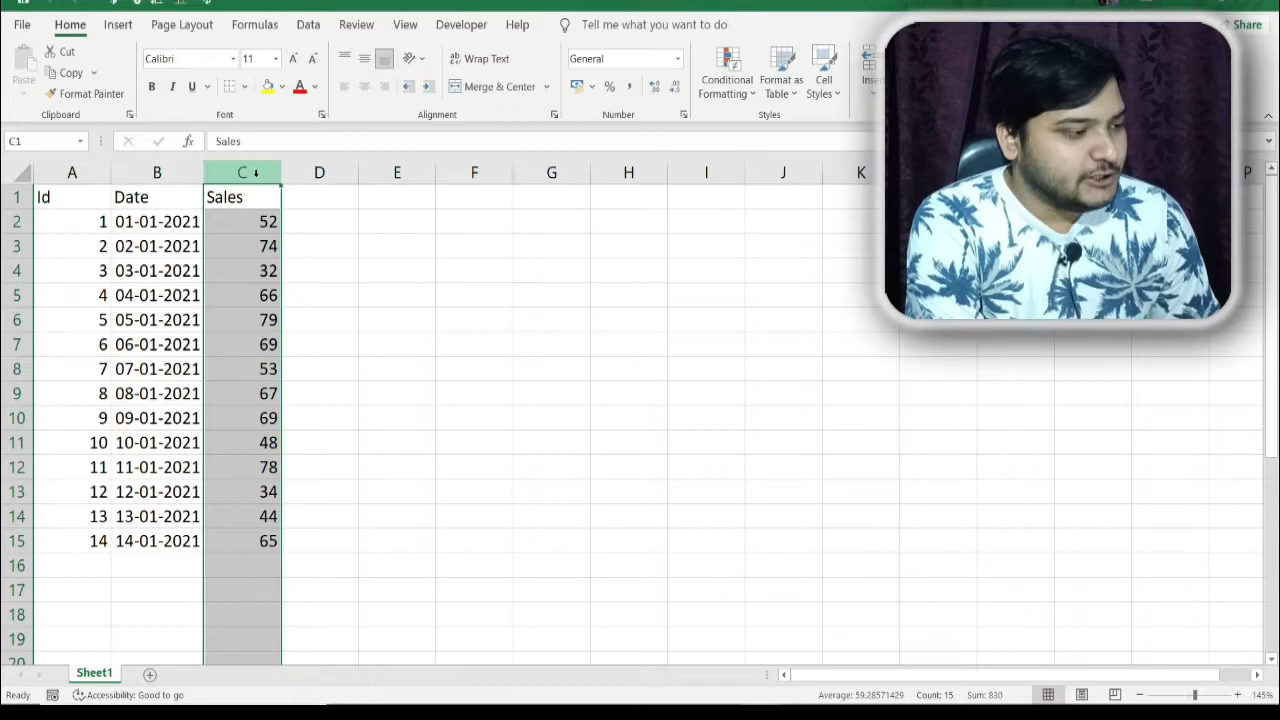 File Home Insert Page Layout Formulas Data Review View Developer Help Tell me what you want to do Share
Paste
Cut
Copy
Format Painter
Calibri 11
B I U A
Wrap Text
Merge & Center
General
%
Conditional Formatting
Format as Table
Cell Styles
Clipboard Font Alignment Number Styles
C1 fx Sales
A B C D E F G H I J K P
1 Id Date Sales
2 1 01-01-2021 52
3 2 02-01-2021 74
4 3 03-01-2021 32
5 4 04-01-2021 66
6 5 05-01-2021 79
7 6 06-01-2021 69
8 7 07-01-2021 53
9 8 08-01-2021 67
10 9 09-01-2021 69
11 10 10-01-2021 48
12 11 11-01-2021 78
13 12 12-01-2021 34
14 13 13-01-2021 44
15 14 14-01-2021 65
16
17
18
19
20
Sheet1
Ready Accessibility: Good to go Average: 59.28571429 Count: 15 Sum: 830 145%